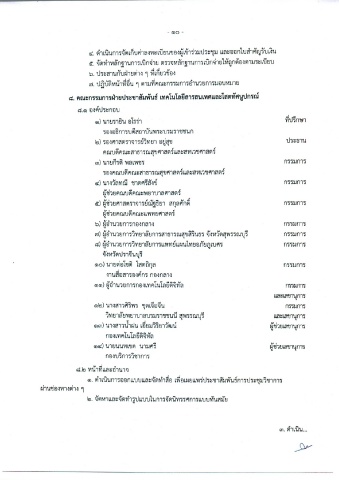 - ๑๐ -
๔. ดำเนินการจัดเก็บค่าลงทะเบียนของผู้เข้าร่วมประชุม และออกใบสำคัญรับเงิน
๕. จัดทำหลักฐานการเบิกจ่าย ตรวจหลักฐานการเบิกจ่ายให้ถูกต้องตามระเบียบ
๖. ประสานกับฝ่ายต่าง ๆ ที่เกี่ยวข้อง
๗. ปฏิบัติหน้าที่อื่น ๆ ตามที่คณะกรรมการอำนวยการมอบหมาย
๘. คณะกรรมการฝ่ายประชาสัมพันธ์ เทคโนโลยีสารสนเทศและโสตทัศนูปกรณ์
๘.๑ องค์ประกอบ
๑) นายราชิน อโรร่า ที่ปรึกษา
รองอธิการบดีสถาบันพระบรมราชชนก
๒) รองศาสตราจารย์วิทยา อยู่สุข ประธาน
คณบดีคณะสาธารณสุขศาสตร์และสหเวชศาสตร์
๓) นายกีรติ พลเพชร กรรมการ
รองคณบดีคณะสาธารณสุขศาสตร์และสหเวชศาสตร์
๔) กรรมการ
ผู้ช่วยคณบดีคณะพยาบาลศาสตร์
๕) ผู้ช่วยศาสตราจารย์ณัฐธิยา สกุลศักดิ์ กรรมการ
ผู้ช่วยคณบดีคณะแพทยศาสตร์
๖) ผู้อำนวยการกองกลาง กรรมการ
๗) ผู้อำนวยการวิทยาลัยการสาธารณสุขสิรินธร จังหวัดสุพรรณบุรี กรรมการ
๘) ผู้อำนวยการวิทยาลัยการแพทย์แผนไทยอภัยภูเบศร กรรมการ
จังหวัดปราจีนบุรี
๑๐) นายต่อโชติ โสตถิกุล กรรมการ
งานสื่อสารองค์กร กองกลาง
๑๑) ผู้อำนวยการกองเทคโนโลยีดิจิทัล กรรมการ
และเลขานุการ
๑๒) นางสาวศิริพร ชุดเจือจีน กรรมการ
วิทยาลัยพยาบาลบรมราชชนนี สุพรรณบุรี และเลขานุการ
๑๓) นางสาวน้ำมน เอี่ยมวิริยาวัฒน์ ผู้ช่วยเลขานุการ
กองเทคโนโลยีดิจิทัล
๑๔) นายนนทเขต นามศรี ผู้ช่วยเลขานุการ
กองบริการวิชาการ
๘.๒ หน้าที่และอำนาจ
๑. ดำเนินการออกแบบและจัดทำสื่อ เพื่อเผยแพร่ประชาสัมพันธ์การประชุมวิชาการ
ผ่านช่องทางต่าง ๆ
๒. จัดหาและจัดทำรูปแบบในการจัดนิทรรศการแบบทันสมัย
๓. ดำเนิน...